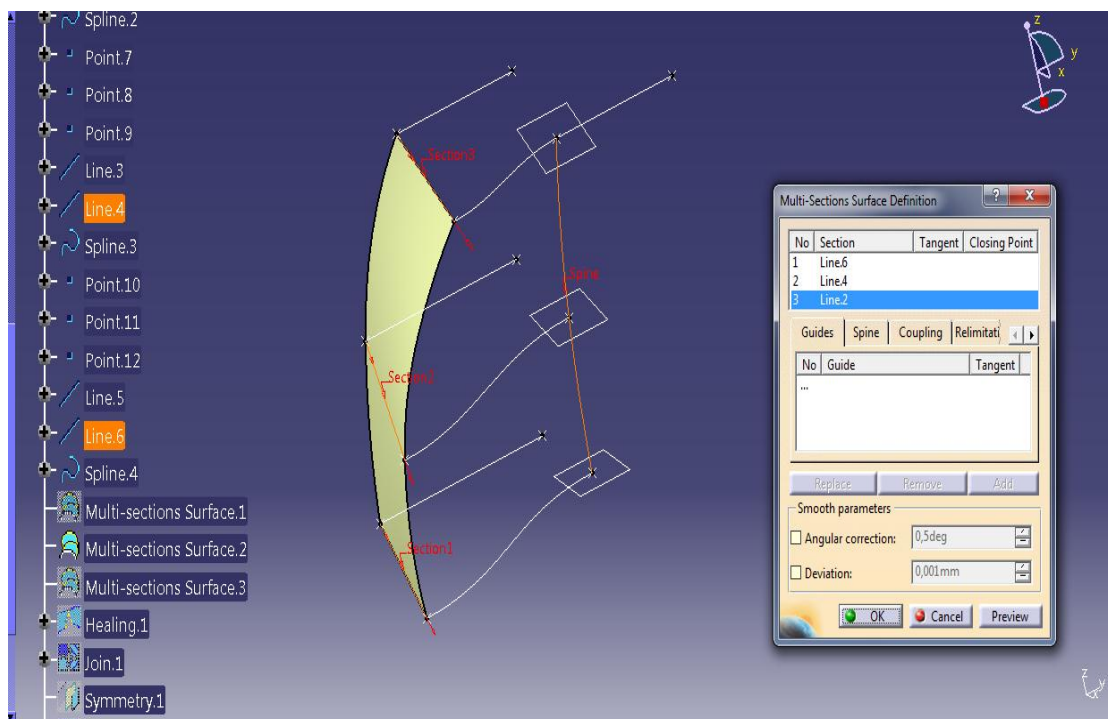 Spline.2
Point.7
Point.8
Point.9
Line.3
Line.4
Spline.3
Point.10
Point.11
Point.12
Line.5
Line.6
Spline.4
Multi-sections Surface.1
Multi-sections Surface.2
Multi-sections Surface.3
Healing.1
Join.1
Symmetry.1
Section3
Section2
Section1
Spine
z
y
x
Multi-Sections Surface Definition
? X
No Section Tangent Closing Point
1 Line.6
2 Line.4
3 Line.2
Guides Spine Coupling Relimitati
No Guide Tangent
...
Replace Remove Add
Smooth parameters
Angular correction: 0,5deg
Deviation: 0,001mm
OK Cancel Preview
z
y
x